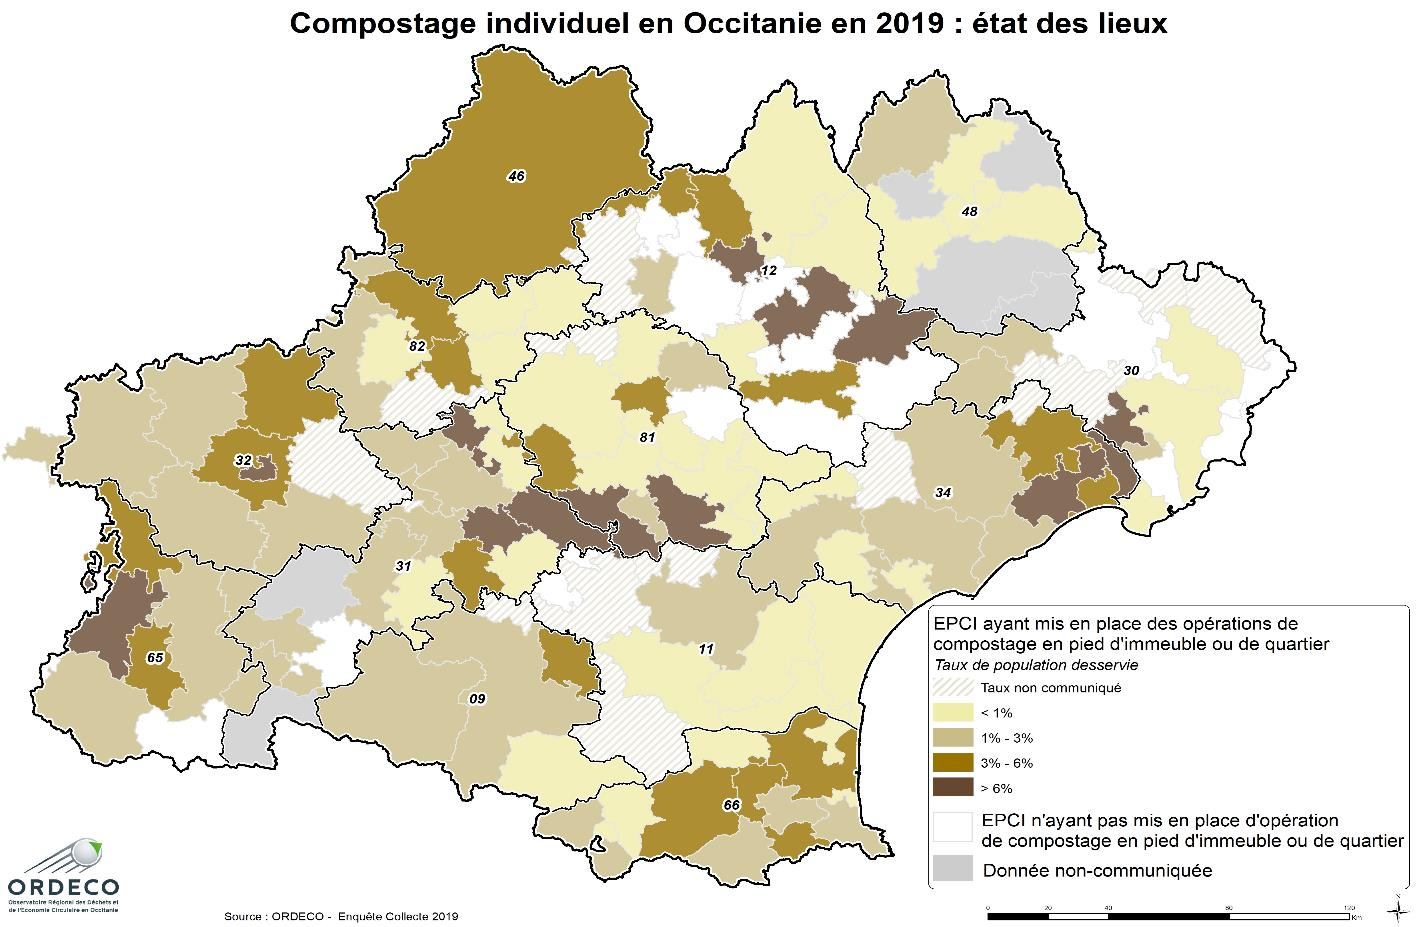 Compostage individuel en Occitanie en 2019 : état des lieux
46
48
12
82
30
81
32
34
31
65
11
09
66
EPCI ayant mis en place des opérations de
compostage en pied d'immeuble ou de quartier
Taux de population desservie
Taux non communiqué
< 1%
1% - 3%
3% - 6%
> 6%
EPCI n'ayant pas mis en place d'opération
de compostage en pied d'immeuble ou de quartier
Donnée non-communiquée
ORDECO
Observatoire Régional des Déchets et
de l'Economie Circulaire en Occitanie
Source : ORDECO - Enquête Collecte 2019
0 20 40 80 120
Km
N